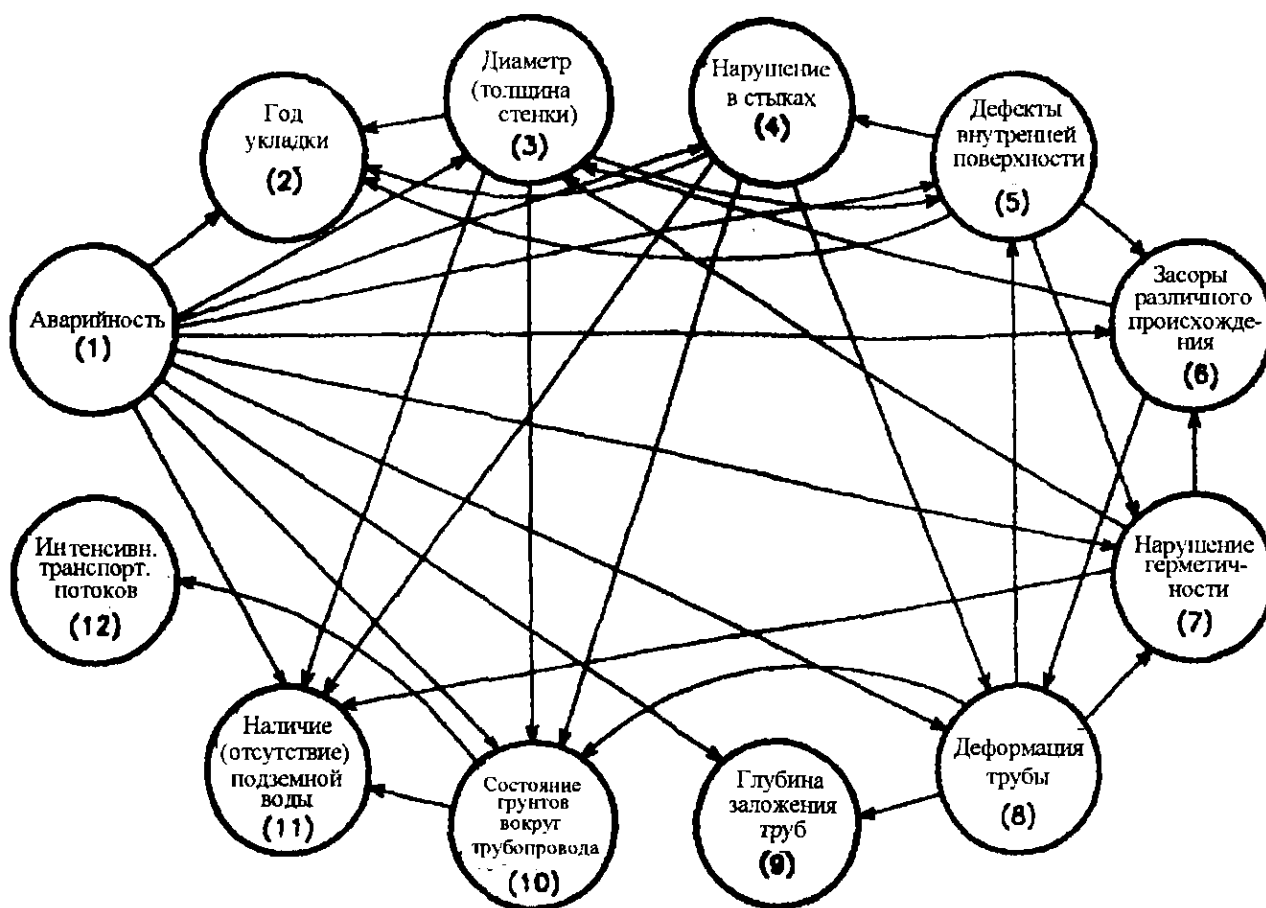 Аварийность
(1)
Год
укладки
(2)
Диаметр
(толщина
стенки)
(3)
Нарушение
в стыках
(4)
Дефекты
внутренней
поверхности
(5)
Засоры
различного
происхожде-
ния
(6)
Нарушение
герметич-
ности
(7)
Деформация
трубы
(8)
Глубина
заложения
труб
(9)
Состояние
грунтов
вокруг
трубопровода
(10)
Наличие
(отсутствие)
подземной
воды
(11)
Интенсивн.
транспорт.
потоков
(12)